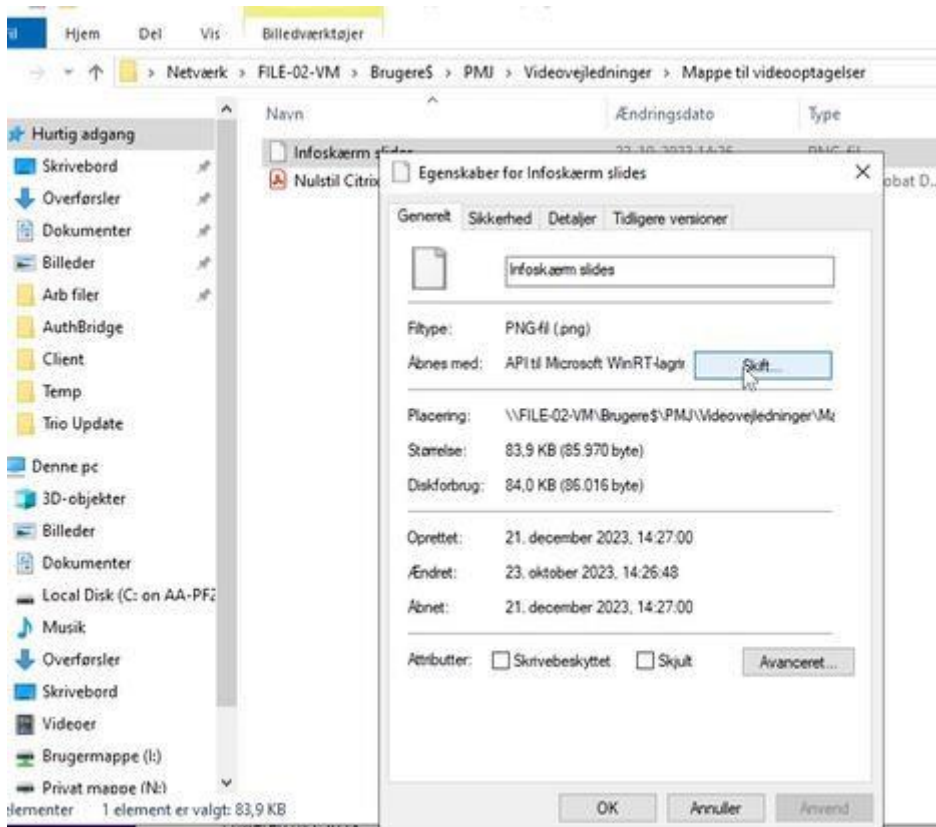 Hjem Del Vis Billedværktøjer
Netværk > FILE-02-VM > Brugere$ > PMJ > Videovejledninger > Mappe til videooptagelser
Navn Ændringsdato Type
Hurtig adgang
Skrivebord
Overførsler
Dokumenter
Billeder
Arb filer
AuthBridge
Client
Temp
Trio Update
Denne pc
3D-objekter
Billeder
Dokumenter
Local Disk (C: on AA-PF2
Musik
Overførsler
Skrivebord
Videoer
Brugermappe (I:)
Privat mappe (N:)
elementer 1 element er valgt: 83,9 KB
Infoskærm slides
Nulstil Citrix
obat D...
Egenskaber for Infoskærm slides
Generelt Sikkerhed Detaljer Tidligere versioner
Infoskærm slides
Filtype: PNG-fil (.png)
Åbnes med: API til Microsoft WinRT-lagri Skift...
Placering: \\FILE-02-VM\Brugere$\PMJ\Videovejledninger\Ma
Størrelse: 83,9 KB (85.970 byte)
Diskforbrug: 84,0 KB (86.016 byte)
Oprettet: 21. december 2023, 14:27:00
Ændret: 23. oktober 2023, 14:26:48
Åbnet: 21. december 2023, 14:27:00
Attributter: Skrivebeskyttet Skjult Avanceret...
OK Annuller Anvend